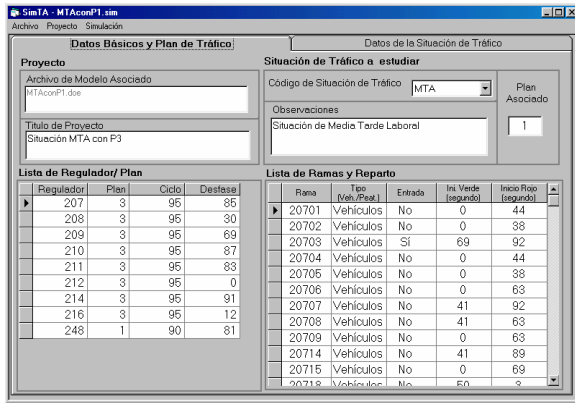 SimTA - MTAconP1.sim
Archivo Proyecto Simulación
Datos Básicos y Plan de Tráfico
Datos de la Situación de Tráfico
Proyecto
Archivo de Modelo Asociado
MTAconP1.doe
Título de Proyecto
Situación MTA con P3
Situación de Tráfico a estudiar
Código de Situación de Tráfico MTA
Observaciones
Situación de Media Tarde Laboral
Plan
Asociado
1
Lista de Regulador/ Plan
Regulador Plan Ciclo Desfase
207 3 95 85
208 3 95 30
209 3 95 69
210 3 95 87
211 3 95 83
212 3 95 0
214 3 95 91
216 3 95 12
248 1 90 81
Lista de Ramas y Reparto
Rama Tipo (Veh./Peat.) Entrada Ini. Verde (segundo) Inicio Rojo (segundo)
20701 Vehículos No 0 44
20702 Vehículos No 0 38
20703 Vehículos Sí 69 92
20704 Vehículos No 0 44
20705 Vehículos No 0 38
20706 Vehículos No 0 63
20707 Vehículos No 41 92
20708 Vehículos No 41 63
20709 Vehículos No 0 63
20714 Vehículos No 41 89
20715 Vehículos No 0 69
20718 Vehículos No 50 3